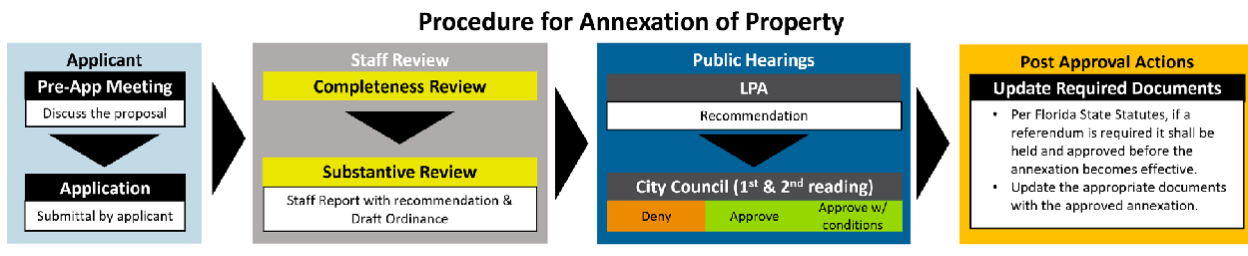 Procedure for Annexation of Property
Applicant
Pre-App Meeting
Discuss the proposal
Application
Submittal by applicant
Staff Review
Completeness Review
Substantive Review
Staff Report with recommendation &
Draft Ordinance
Public Hearings
LPA
Recommendation
City Council (1st & 2nd reading)
Deny
Approve
Approve w/
conditions
Post Approval Actions
Update Required Documents
• Per Florida State Statutes, if a
referendum is required it shall be
held and approved before the
annexation becomes effective.
• Update the appropriate documents
with the approved annexation.